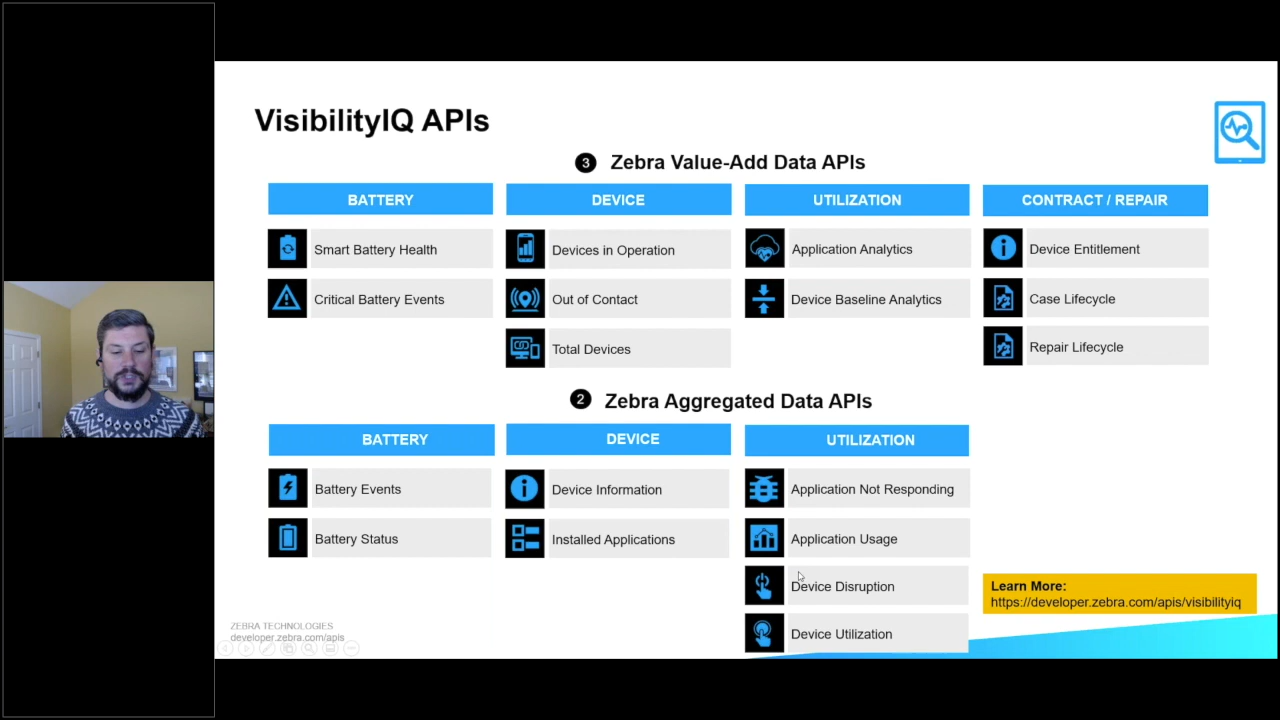 VisibilityIQ APIs
3 Zebra Value-Add Data APIs
BATTERY
DEVICE
UTILIZATION
CONTRACT / REPAIR
Smart Battery Health
Devices in Operation
Application Analytics
Device Entitlement
Critical Battery Events
Out of Contact
Device Baseline Analytics
Case Lifecycle
Total Devices
Repair Lifecycle
2 Zebra Aggregated Data APIs
BATTERY
DEVICE
UTILIZATION
Battery Events
Device Information
Application Not Responding
Battery Status
Installed Applications
Application Usage
Device Disruption
Device Utilization
Learn More:
https://developer.zebra.com/apis/visibilityiq
ZEBRA TECHNOLOGIES
developer.zebra.com/apis